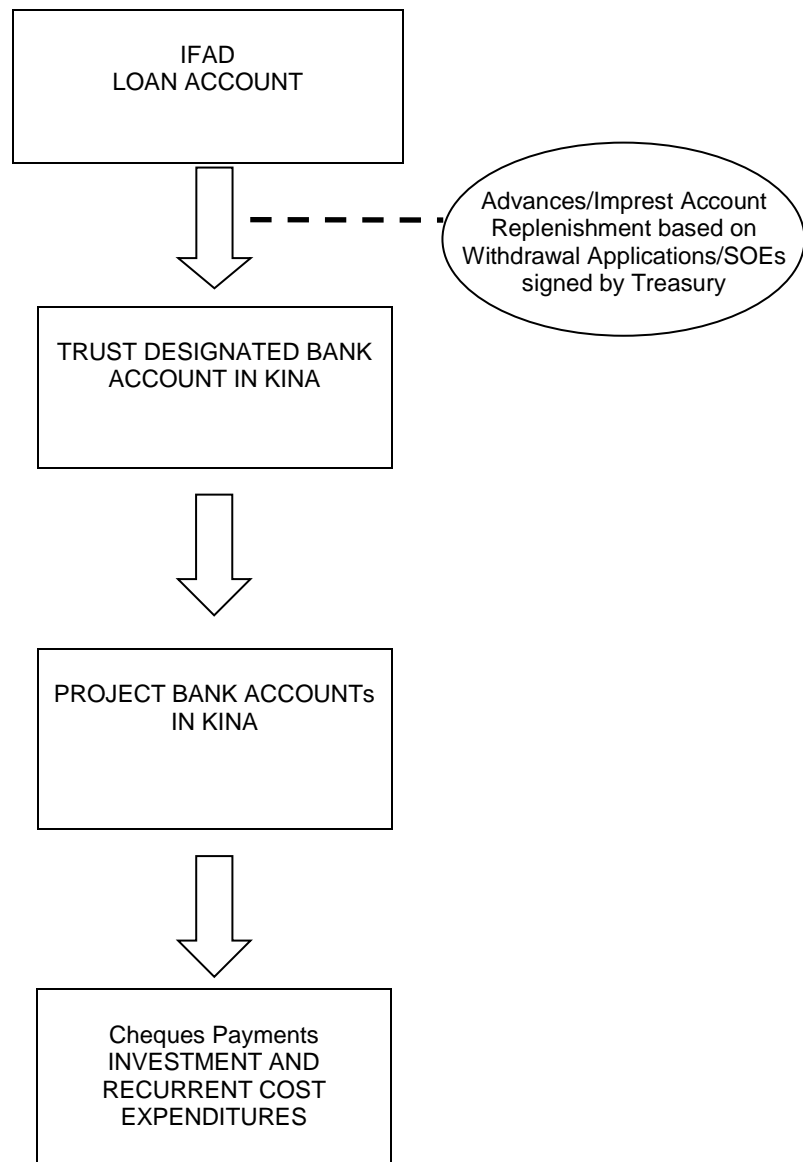 IFAD
LOAN ACCOUNT
Advances/Imprest Account
Replenishment based on
Withdrawal Applications/SOEs
signed by Treasury
TRUST DESIGNATED BANK
ACCOUNT IN KINA
PROJECT BANK ACCOUNTs
IN KINA
Cheques Payments
INVESTMENT AND
RECURRENT COST
EXPENDITURES